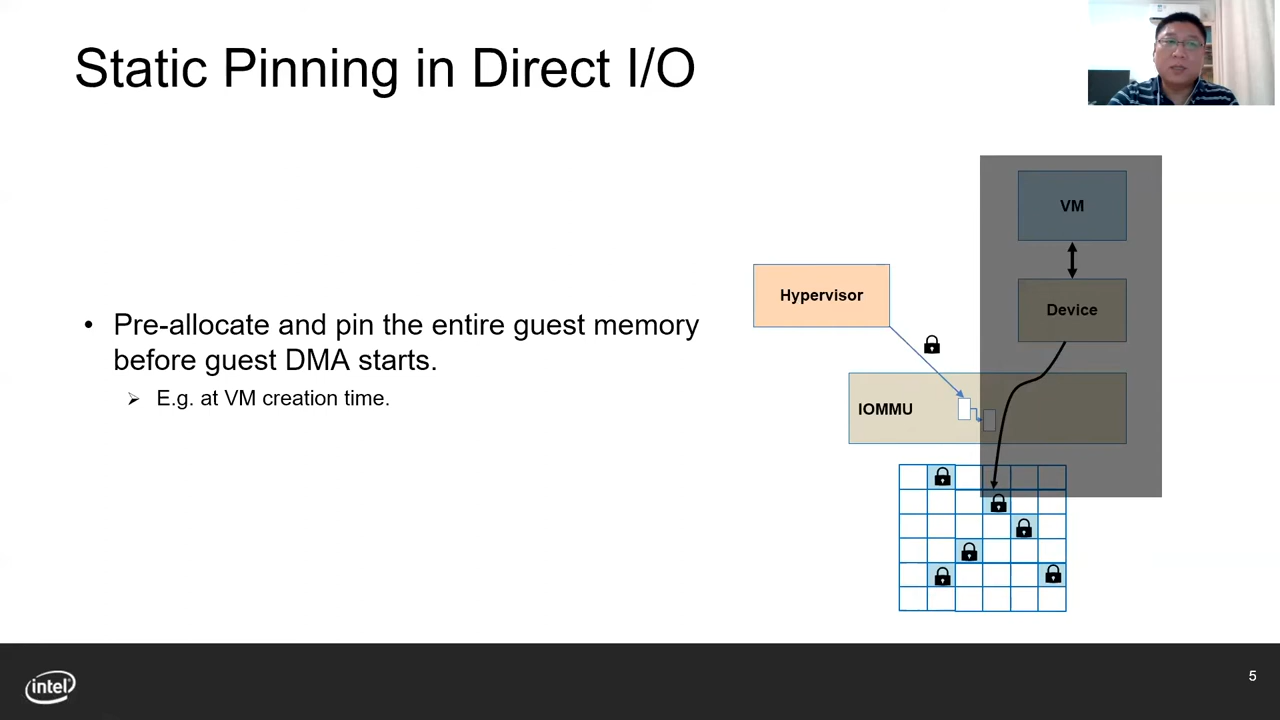 Static Pinning in Direct I/O
VM
Hypervisor
Device
• Pre-allocate and pin the entire guest memory
before guest DMA starts.
➢ E.g. at VM creation time.
IOMMU
intel
5